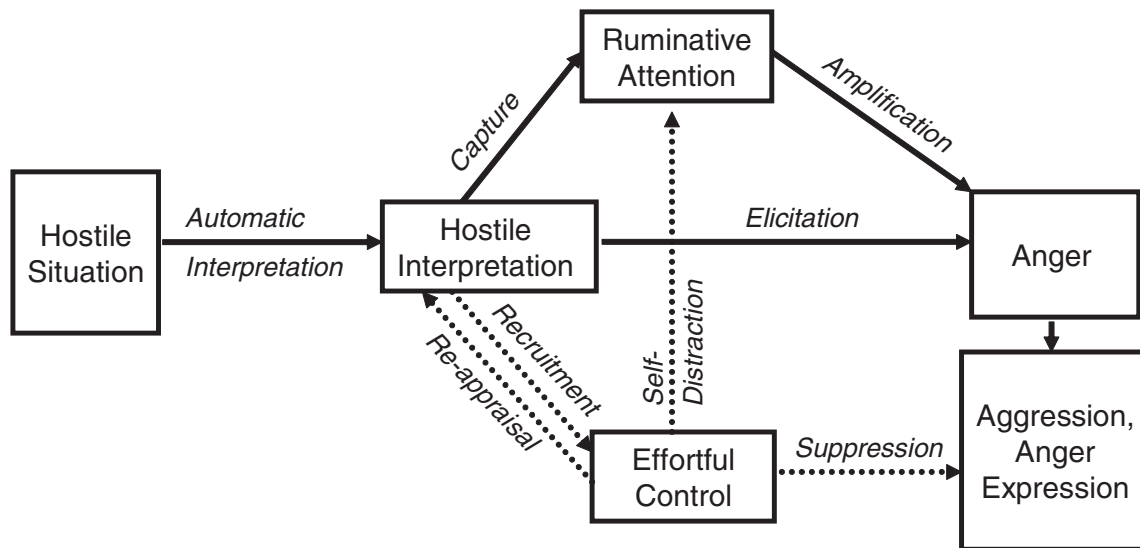 Ruminative
Attention
Capture
Amplification
Hostile
Situation
Automatic
Interpretation
Hostile
Interpretation
Elicitation
Anger
Recruitment
Re-appraisal
Self-
Distraction
Effortful
Control
Suppression
Aggression,
Anger
Expression